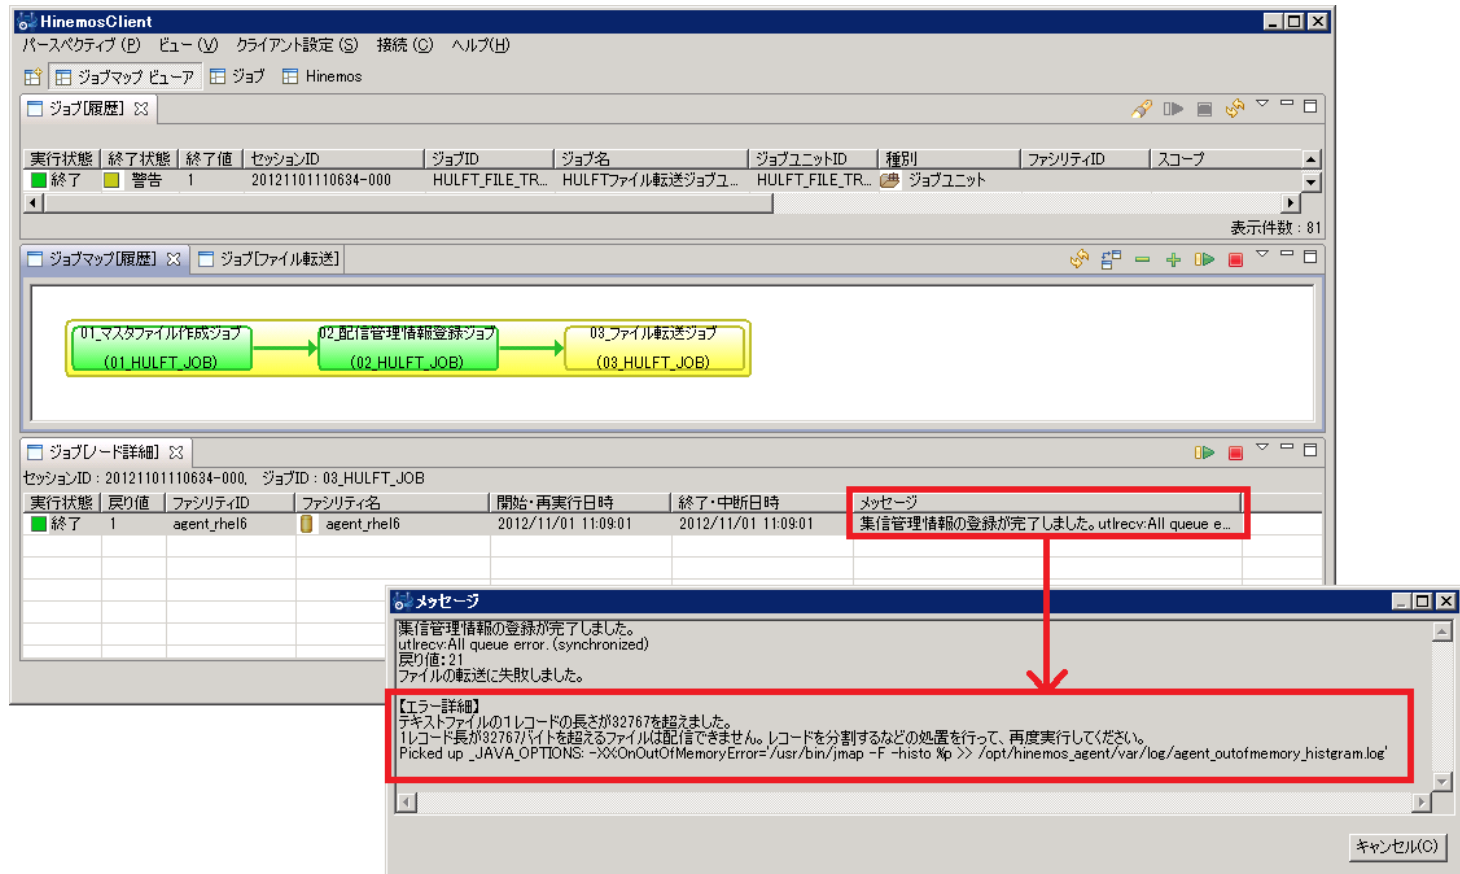 HinemosClient
パースペクティブ (P) ビュー (V) クライアント設定 (S) 接続 (C) ヘルプ(H)
ジョブマップ ビューア ジョブ Hinemos
ジョブ[履歴]
実行状態 終了状態 終了値 セッションID ジョブID ジョブ名 ジョブユニットID 種別 ファシリティID スコープ
終了 警告 1 20121101110634-000 HULFT_FILE_TR... HULFTファイル転送ジョブユ... HULFT_FILE_TR... ジョブユニット
表示件数 : 81
ジョブマップ[履歴] ジョブ[ファイル転送]
01_マスタファイル作成ジョブ 02_配信管理情報登録ジョブ 03_ファイル転送ジョブ
(01_HULFT_JOB) (02_HULFT_JOB) (03_HULFT_JOB)
ジョブ[ノード詳細]
セッションID : 20121101110634-000, ジョブID : 03_HULFT_JOB
実行状態 戻り値 ファシリティID ファシリティ名 開始・再実行日時 終了・中断日時 メッセージ
終了 1 agent_rhel6 agent_rhel6 2012/11/01 11:09:01 2012/11/01 11:09:01 集信管理情報の登録が完了しました。utlrecv:All queue e...
メッセージ
集信管理情報の登録が完了しました。
utlrecv:All queue error. (synchronized)
戻り値：21
ファイルの転送に失敗しました。
【エラー詳細】
テキストファイルの1レコードの長さが32767を超えました。
1レコード長が32767バイトを超えるファイルは配信できません。レコードを分割するなどの処置を行って、再度実行してください。
Picked up _JAVA_OPTIONS: -XX:OnOutOfMemoryError='/usr/bin/jmap -F -histo %p >> /opt/hinemos_agent/var/log/agent_outofmemory_histgram.log'
キャンセル(C)